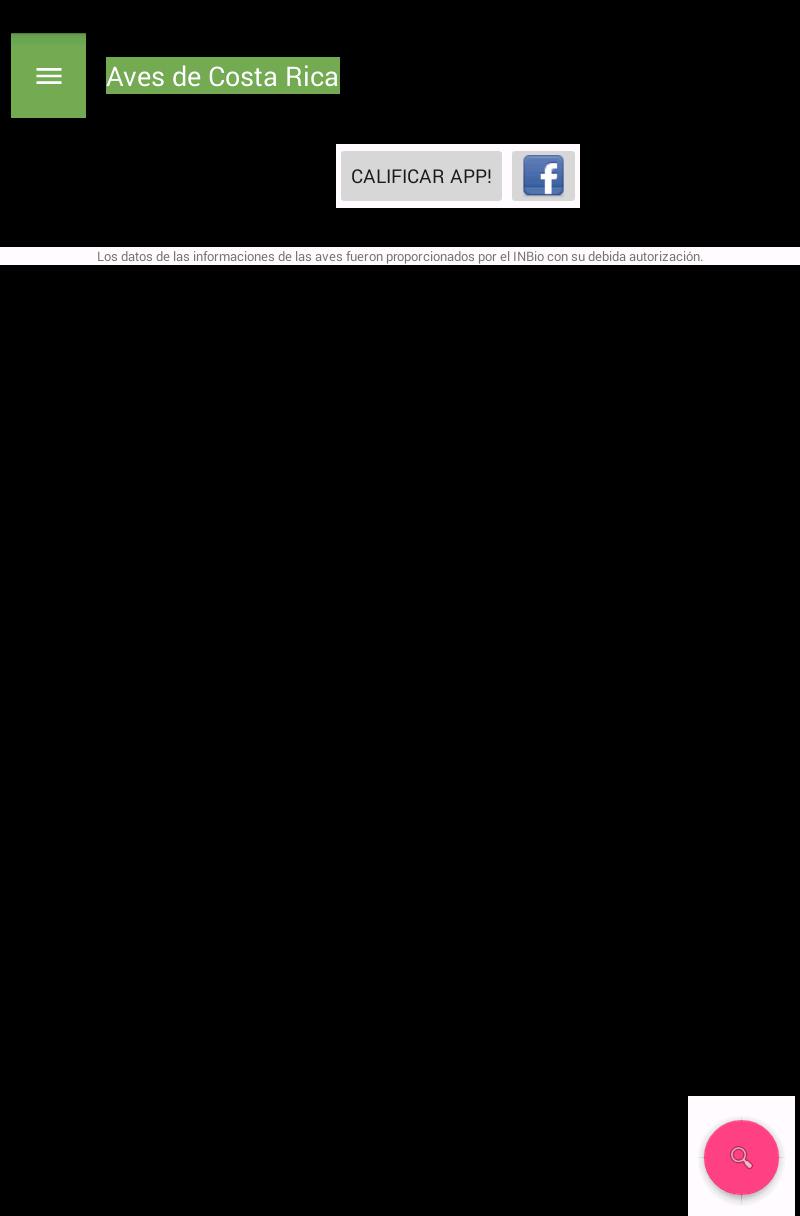 Aves de Costa Rica
CALIFICAR APP!
Los datos de las informaciones de las aves fueron proporcionados por el INBio con su debida autorización.